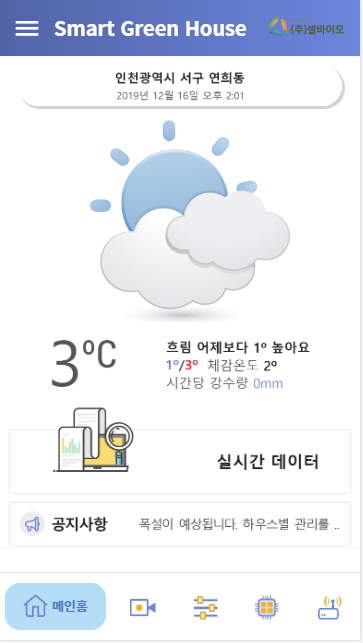 Smart Green House
(주)셀바이오
인천광역시 서구 연희동
2019년 12월 16일 오후 2:01
3℃
흐림 어제보다 1º 높아요
1º/3º 체감온도 2º
시간당 강수량 0mm
실시간 데이터
공지사항 폭설이 예상됩니다. 하우스별 관리를 ..
메인홈